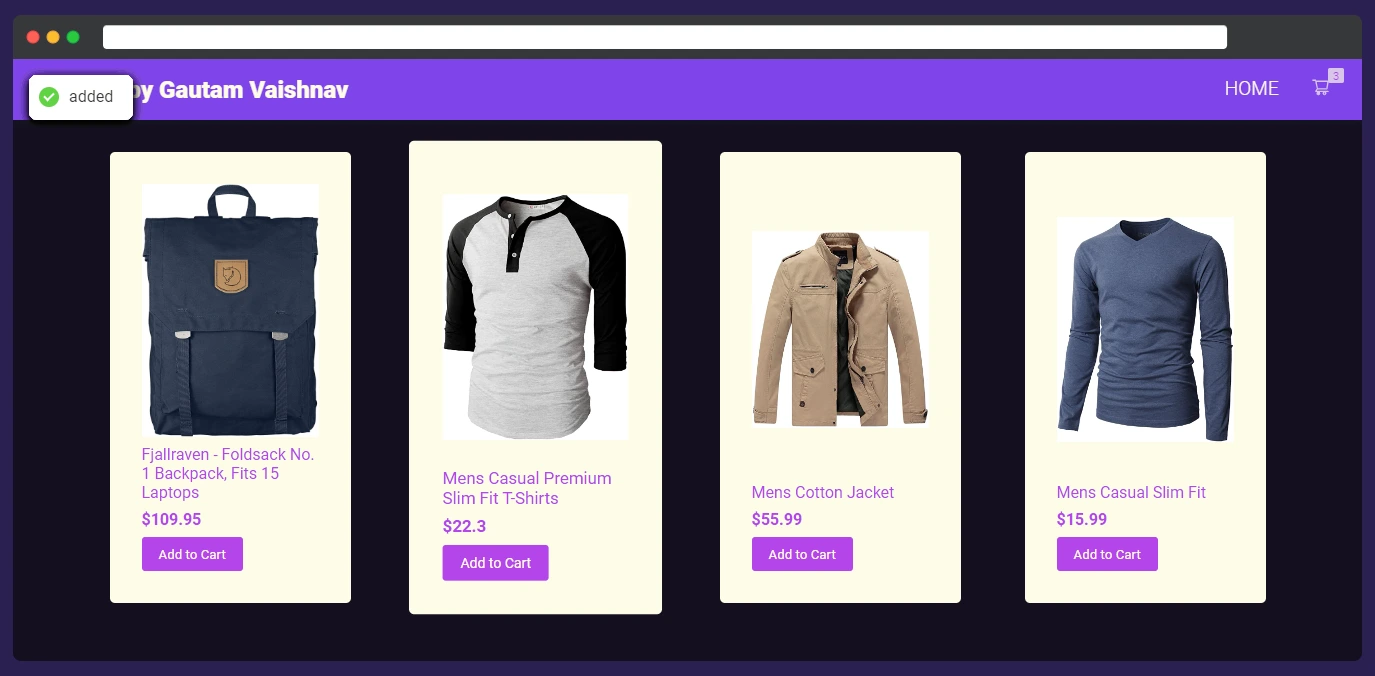 added
by Gautam Vaishnav
HOME
3
Fjallraven - Foldsack No.
1 Backpack, Fits 15
Laptops
$109.95
Add to Cart
Mens Casual Premium
Slim Fit T-Shirts
$22.3
Add to Cart
Mens Cotton Jacket
$55.99
Add to Cart
Mens Casual Slim Fit
$15.99
Add to Cart